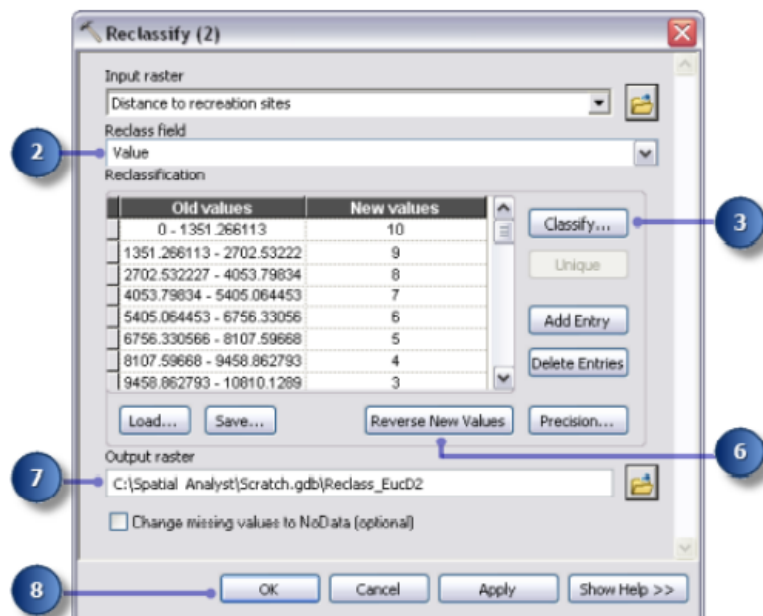 Reclassify (2)
Input raster
Distance to recreation sites
Reclass field
2
Value
Reclassification
Old values New values
0 - 1351.266113 10
1351.266113 - 2702.53222 9
2702.532227 - 4053.79834 8
4053.79834 - 5405.064453 7
5405.064453 - 6756.33056 6
6756.330566 - 8107.59668 5
8107.59668 - 9458.862793 4
9458.862793 - 10810.1289 3
Classify...
3
Unique
Add Entry
Delete Entries
Load... Save... Reverse New Values Precision...
6
Output raster
7
C:\Spatial Analyst\Scratch.gdb\Reclass_EucD2
Change missing values to NoData (optional)
8
OK Cancel Apply Show Help >>